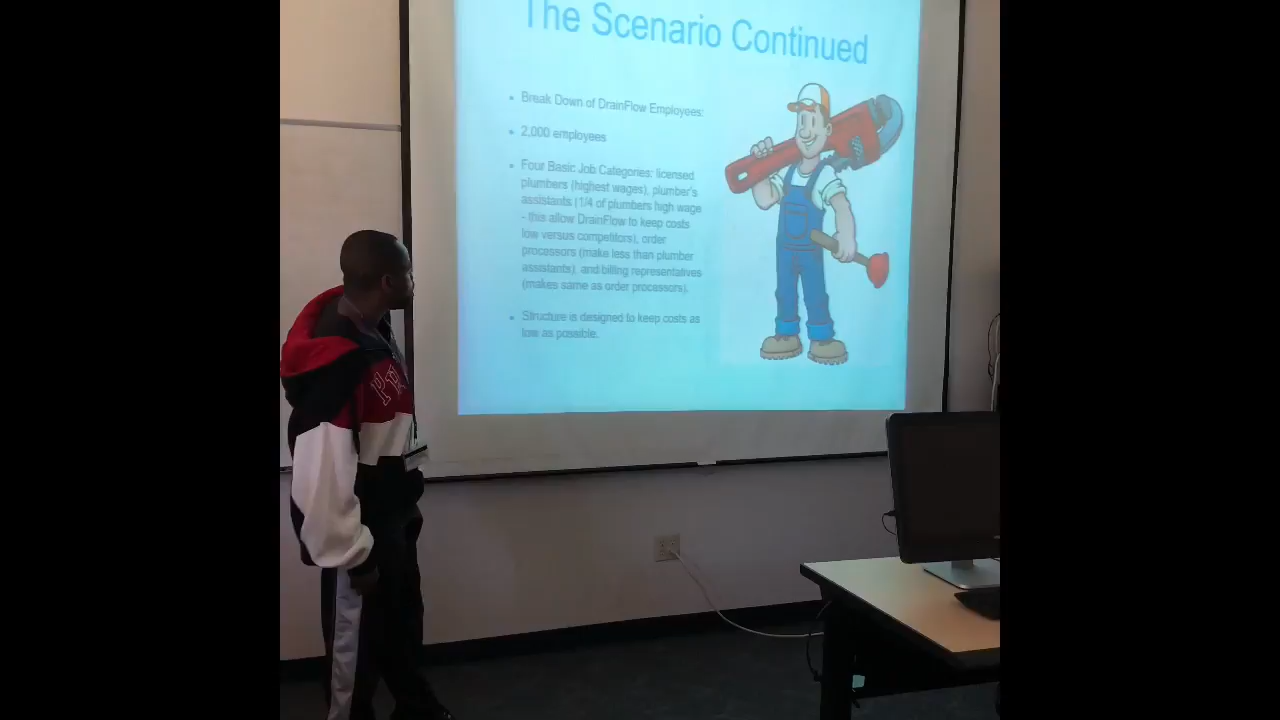 The Scenario Continued
• Break Down of DrainFlow Employees:
• 2,000 employees
• Four Basic Job Categories: licensed
plumbers (highest wages), plumber's
assistants (1/4 of plumbers high wage
- this allow DrainFlow to keep costs
low versus competitors), order
processors (make less than plumber
assistants), and billing representatives
(makes same as order processors).
• Structure is designed to keep costs as
low as possible.